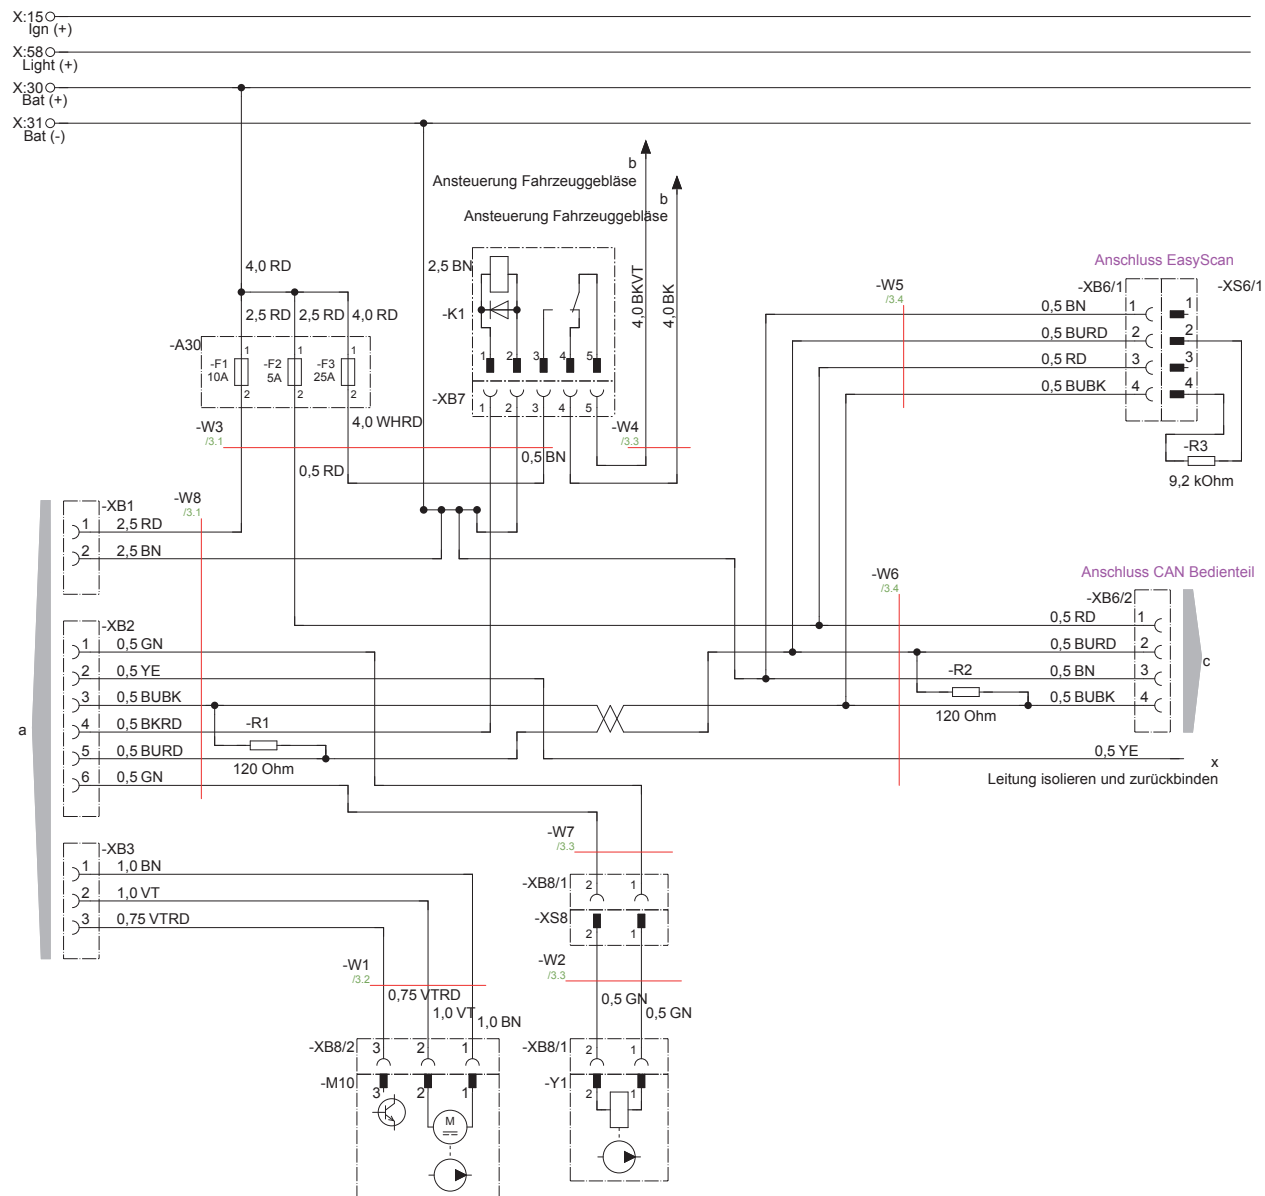 X:15
Ign (+)
X:58
Light (+)
X:30
Bat (+)
X:31
Bat (-)
b
Ansteuerung Fahrzeuggebläse
b
Ansteuerung Fahrzeuggebläse
4,0 RD
2,5 BN
4,0 BKVT
4,0 BK
2,5 RD
2,5 RD
4,0 RD
-K1
-A30
1
1
1
-F1
10A
-F2
5A
-F3
25A
2
2
2
1
2
3
4
5
-XB7
1
2
3
4
5
4,0 WHRD
-W3
/3.1
-W4
/3.3
0,5 BN
0,5 RD
Anschluss EasyScan
-W5
/3.4
-XB6/1
-XS6/1
0,5 BN
1
1
0,5 BURD
2
2
0,5 RD
3
3
0,5 BUBK
4
4
-R3
9,2 kOhm
-XB1
-W8
/3.1
1
2,5 RD
2
2,5 BN
Anschluss CAN Bedienteil
-W6
/3.4
-XB6/2
0,5 RD
1
0,5 BURD
2
0,5 BN
3
0,5 BUBK
4
c
-R2
120 Ohm
0,5 YE
x
Leitung isolieren und zurückbinden
-XB2
1
0,5 GN
2
0,5 YE
3
0,5 BUBK
4
0,5 BKRD
5
0,5 BURD
6
0,5 GN
a
-R1
120 Ohm
-XB3
1
1,0 BN
2
1,0 VT
3
0,75 VTRD
-W7
/3.3
-XB8/1
2
1
-XS8
2
1
-W1
/3.2
-W2
/3.3
0,75 VTRD
1,0 VT
1,0 BN
0,5 GN
0,5 GN
-XB8/2
3
2
1
-M10
3
2
1
M
-XB8/1
2
1
-Y1
2
1